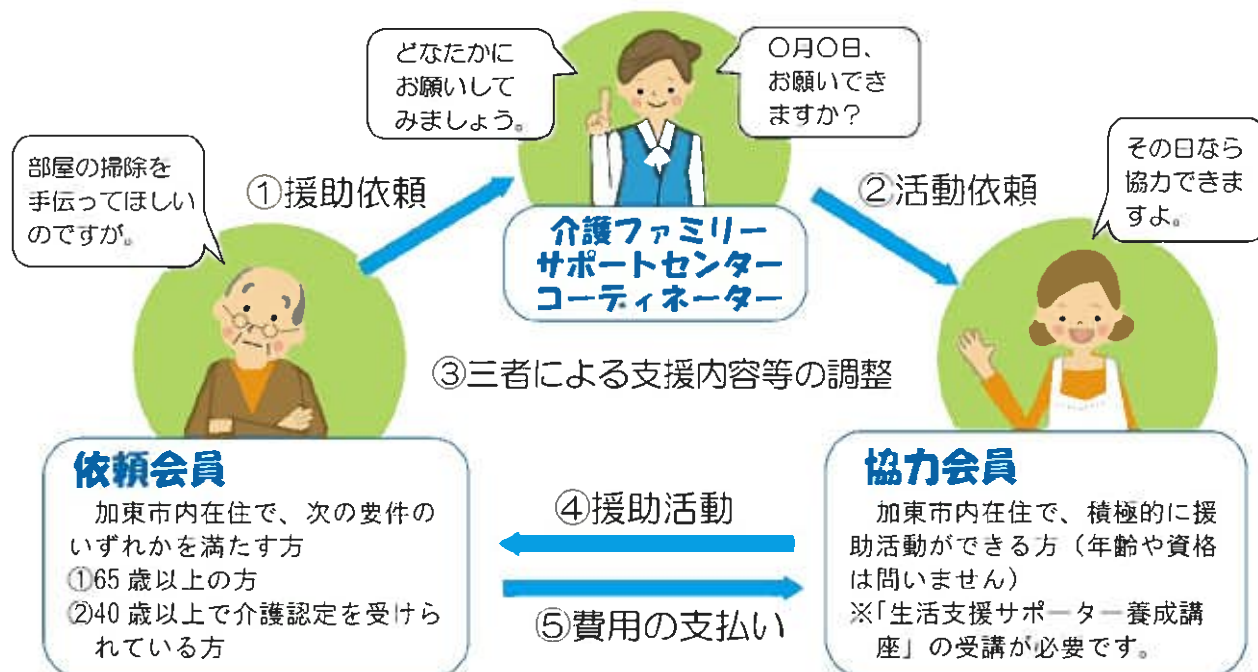 どなたかに
お願いして
みましょう。
〇月〇日、
お願いでき
ますか？
部屋の掃除を
手伝ってほしい
のですが。
①援助依頼
②活動依頼
その日なら
協力できま
すよ。
介護ファミリー
サポートセンター
コーディネーター
③三者による支援内容等の調整
依頼会員
加東市内在住で、次の要件の
いずれかを満たす方
①65歳以上の方
②40歳以上で介護認定を受けら
れている方
④援助活動
⑤費用の支払い
協力会員
加東市内在住で、積極的に援
助活動ができる方（年齢や資格
は問いません）
※「生活支援サポーター養成講
座」の受講が必要です。